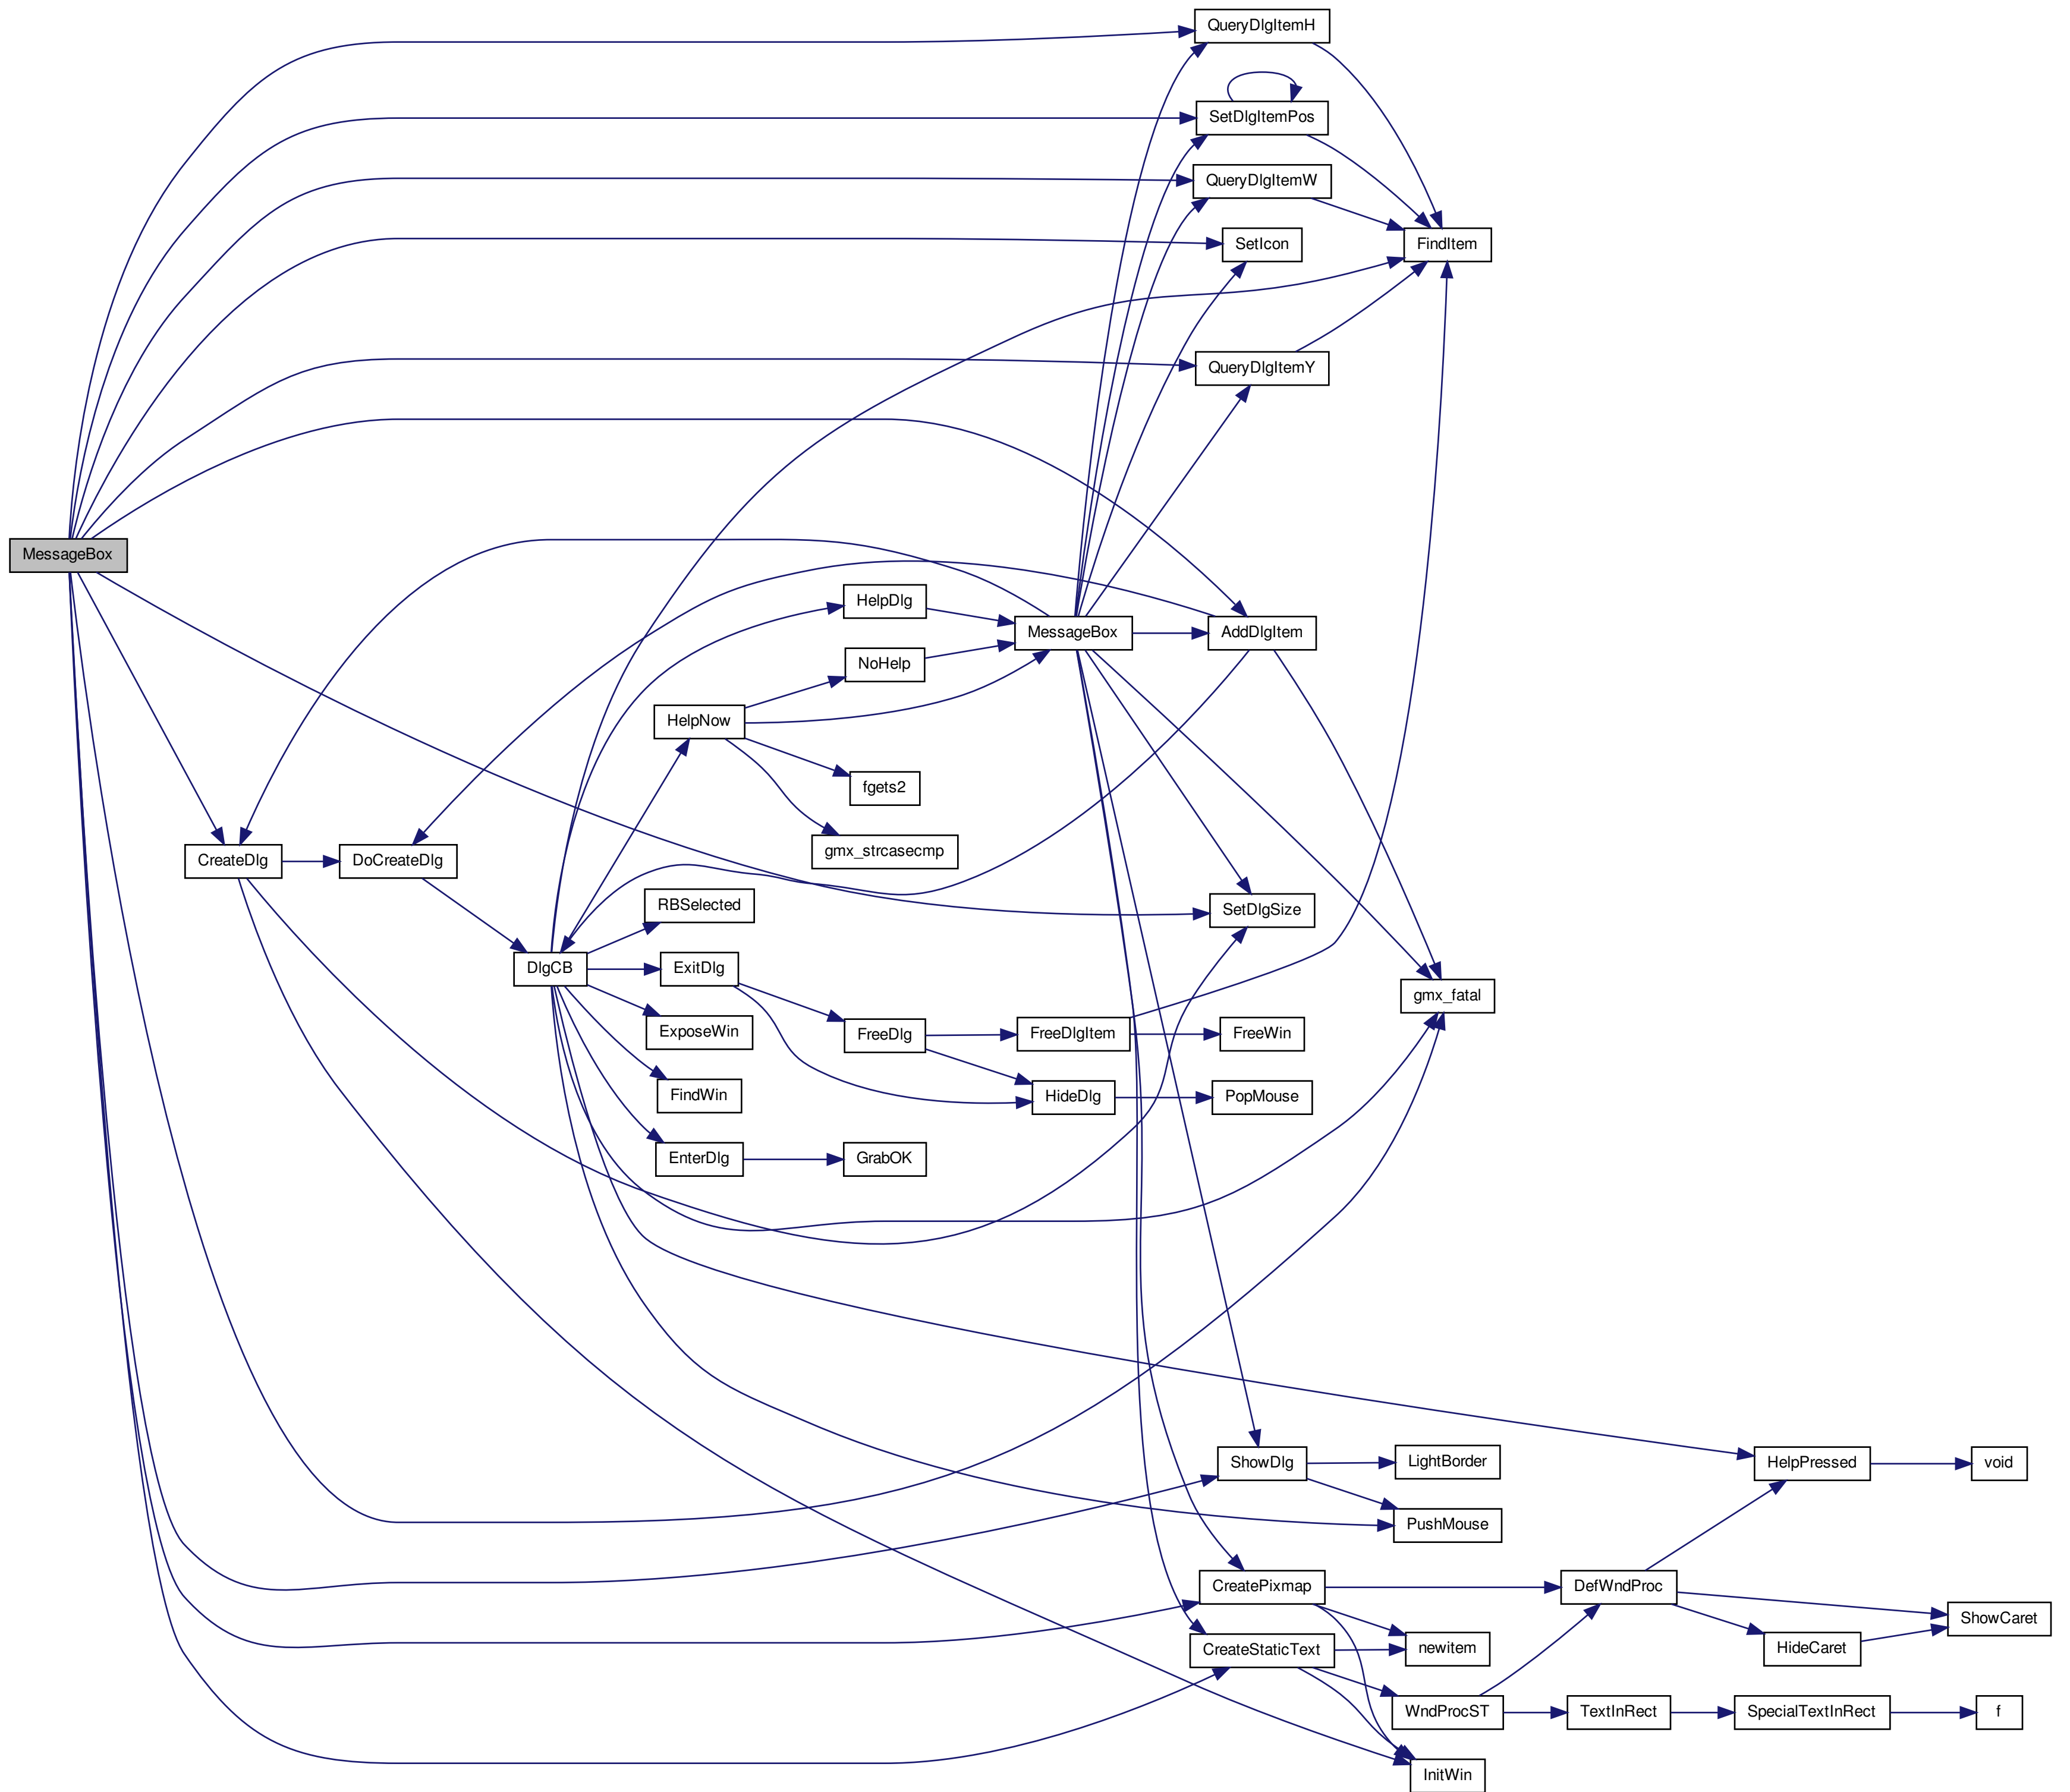 QueryDlgItemH
SetDlgItemPos
QueryDlgItemW
SetIcon
FindItem
QueryDlgItemY
MessageBox
HelpDlg
MessageBox
AddDlgItem
NoHelp
HelpNow
fgets2
gmx_strcasecmp
CreateDlg
DoCreateDlg
RBSelected
SetDlgSize
DlgCB
ExitDlg
gmx_fatal
ExposeWin
FreeDlg
FreeDlgItem
FreeWin
FindWin
HideDlg
PopMouse
EnterDlg
GrabOK
ShowDlg
LightBorder
HelpPressed
void
PushMouse
CreatePixmap
DefWndProc
ShowCaret
CreateStaticText
newitem
HideCaret
WndProcST
TextInRect
SpecialTextInRect
f
InitWin